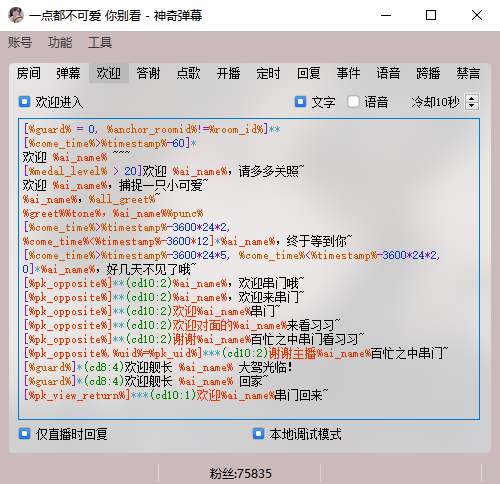 一点都不可爱 你别看 - 神奇弹幕
账号 功能 工具
房间 弹幕 欢迎 答谢 点歌 开播 定时 回复 事件 语音 跨播 禁言
欢迎进入 文字 语音 冷却10秒
[%guard% = 0, %anchor_roomid%!=%room_id%]**
[%come_time%>%timestamp%-60]*
欢迎 %ai_name% ~~~
[%medal_level% > 20]欢迎 %ai_name%，请多多关照~
欢迎 %ai_name%，捕捉一只小可爱~
%ai_name%，%all_greet%~
%greet%%tone%，%ai_name%%punc%
[%come_time%>%timestamp%-3600*24*2,
%come_time%<%timestamp%-3600*12]*%ai_name%，终于等到你~
[%come_time%>%timestamp%-3600*24*5, %come_time%<%timestamp%-3600*24*2,
0]*%ai_name%，好几天不见了哦~
[%pk_opposite%]**(cd10:2)%ai_name%，欢迎串门哦~
[%pk_opposite%]**(cd10:2)%ai_name%，欢迎来串门~
[%pk_opposite%]**(cd10:2)欢迎%ai_name%串门~
[%pk_opposite%]**(cd10:2)欢迎对面的%ai_name%来看习习~
[%pk_opposite%]**(cd10:2)谢谢%ai_name%百忙之中串门看习习~
[%pk_opposite%,%uid%=%pk_uid%]***(cd10:2)谢谢主播%ai_name%百忙之中串门~
[%guard%]*(cd8:4)欢迎舰长 %ai_name% 大驾光临！
[%guard%]*(cd8:4)欢迎舰长 %ai_name% 回家~
[%pk_view_return%]***(cd10:1)欢迎%ai_name%串门回来~
仅直播时回复 本地调试模式
粉丝:75835